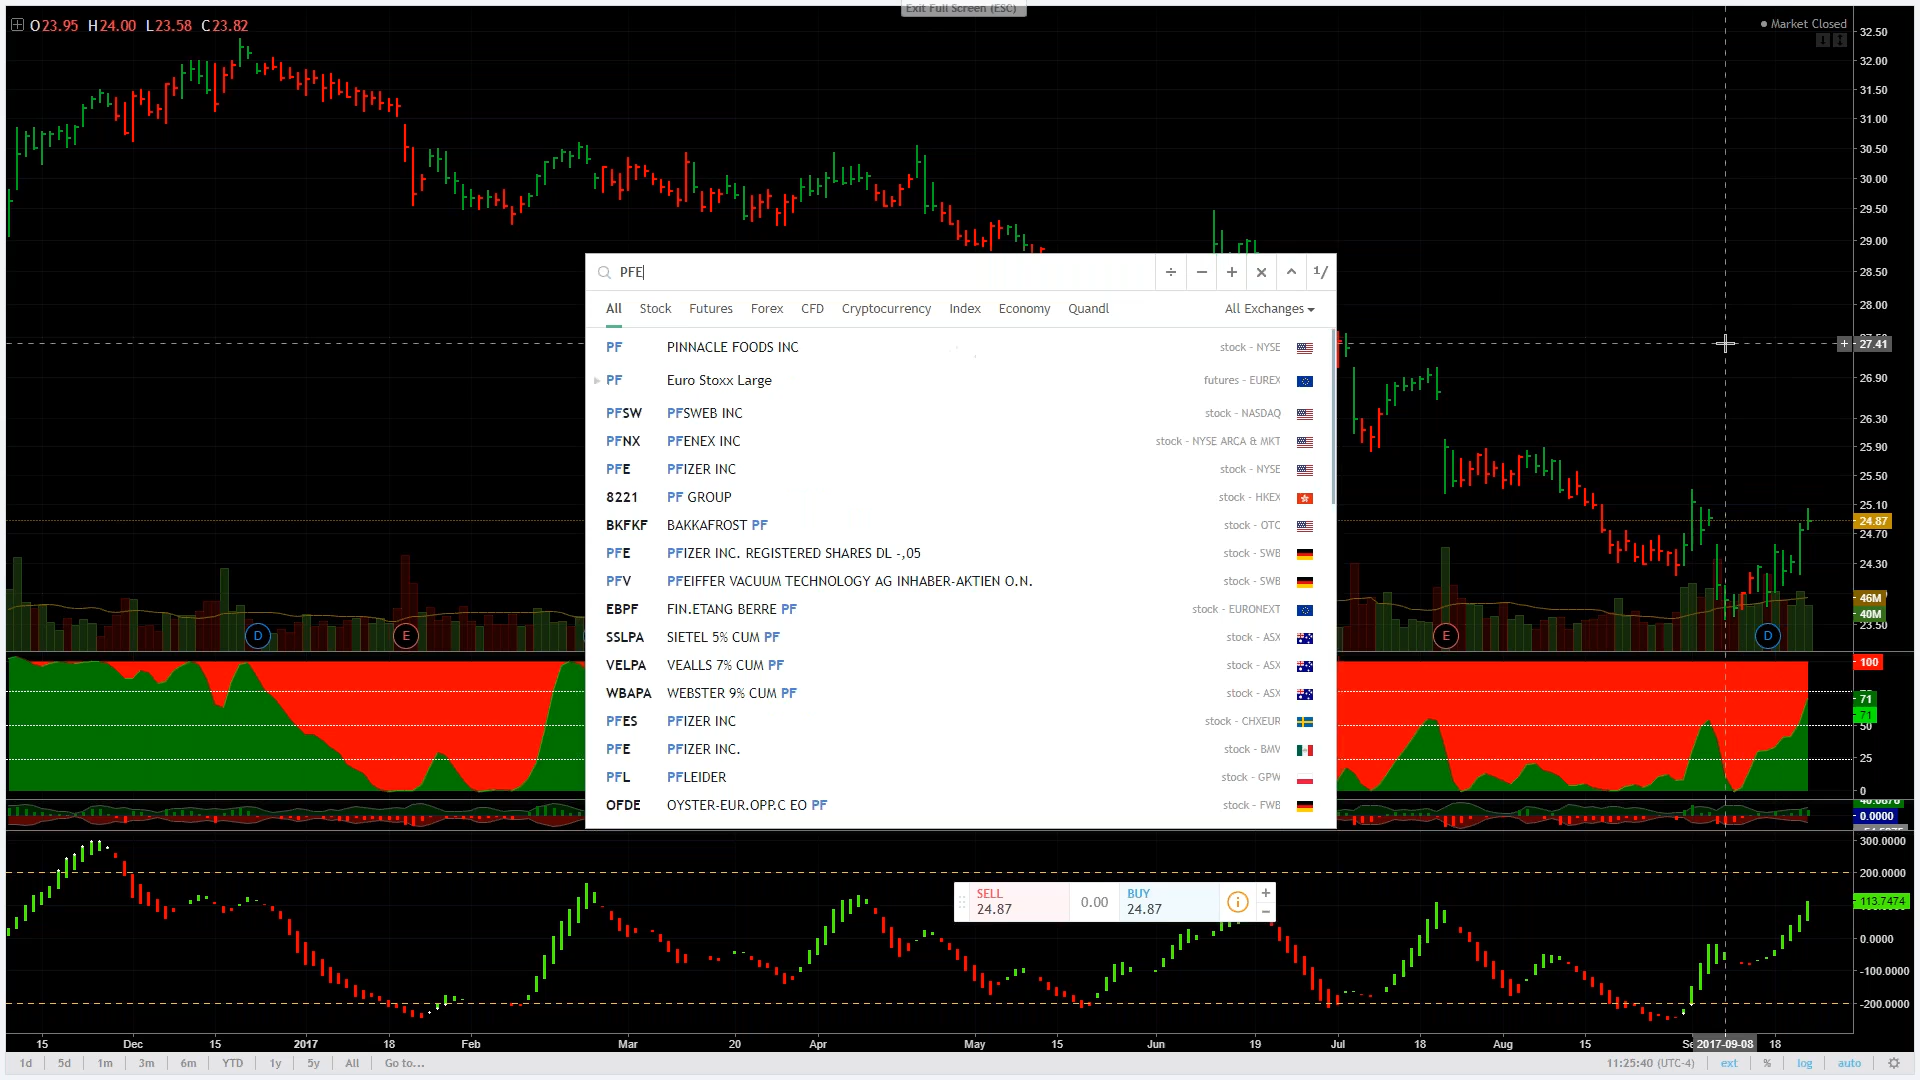 Exit Full Screen (ESC)
O23.95 H24.00 L23.58 C23.82
Market Closed
32.50
32.00
31.50
31.00
30.50
30.00
29.50
29.00
28.50
28.00
27.41
26.90
26.30
25.90
25.50
25.10
24.87
24.70
24.30
46M
40M
23.50
PFE
÷ − + × ^ 1/
All Stock Futures Forex CFD Cryptocurrency Index Economy Quandl All Exchanges
PF PINNACLE FOODS INC stock - NYSE
PF Euro Stoxx Large futures - EUREX
PFSW PFSWEB INC stock - NASDAQ
PFNX PFENEX INC stock - NYSE ARCA & MKT
PFE PFIZER INC stock - NYSE
8221 PF GROUP stock - HKEX
BKFKF BAKKAFROST PF stock - OTC
PFE PFIZER INC. REGISTERED SHARES DL -,05 stock - SWB
PFV PFEIFFER VACUUM TECHNOLOGY AG INHABER-AKTIEN O.N. stock - SWB
EBPF FIN.ETANG BERRE PF stock - EURONEXT
SSLPA SIETEL 5% CUM PF stock - ASX
VELPA VEALLS 7% CUM PF stock - ASX
WBAPA WEBSTER 9% CUM PF stock - ASX
PFES PFIZER INC stock - CHXEUR
PFE PFIZER INC. stock - BMV
PFL PFLEIDER stock - GPW
OFDE OYSTER-EUR.OPP.C EO PF stock - FWB
D E E D
100
71
71
50
25
0
0.0000
300.0000
200.0000
113.7474
0.0000
-100.0000
-200.0000
SELL
24.87
0.00
BUY
24.87
15 Dec 15 2017 18 Feb Mar 20 Apr May 15 Jun 19 Jul 18 Aug 15 2017-09-08 18
1d 5d 1m 3m 6m YTD 1y 5y All Go to... 11:25:40 (UTC-4) ext % log auto